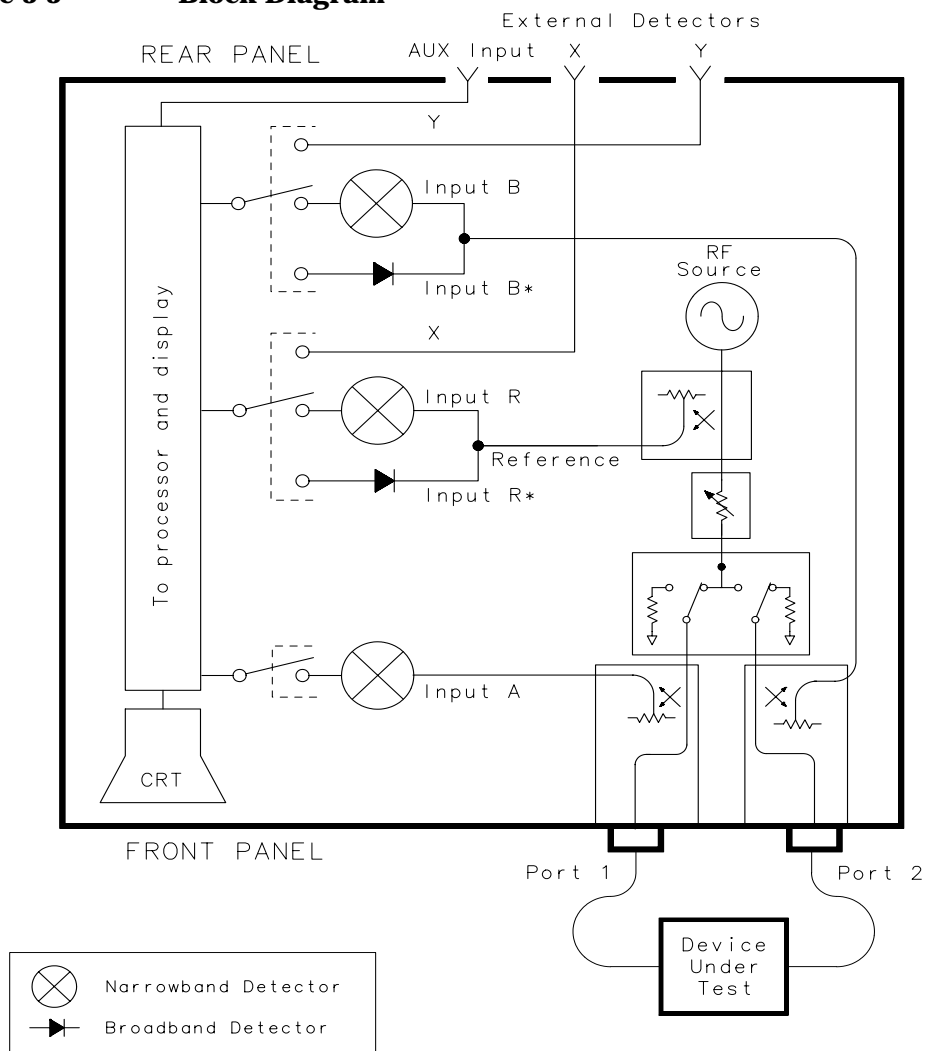 Block Diagram
External Detectors
REAR PANEL
AUX Input
X
Y
Y
Input B
RF
Source
Input B*
X
Input R
Reference
Input R*
To processor and display
Input A
CRT
FRONT PANEL
Port 1
Port 2
Device
Under
Test
Narrowband Detector
Broadband Detector